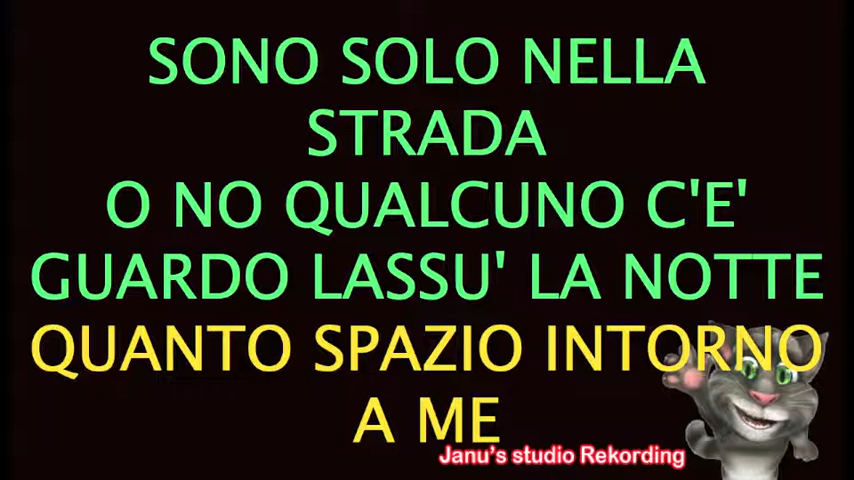 SONO SOLO NELLA
STRADA
O NO QUALCUNO C'E'
GUARDO LASSU' LA NOTTE
QUANTO SPAZIO INTORNO
A ME
Janu's studio Rekording